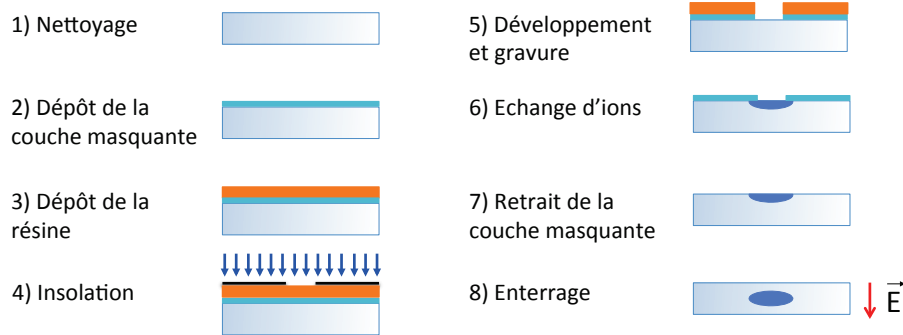 1) Nettoyage
2) Dépôt de la
couche masquante
3) Dépôt de la
résine
4) Insolation
5) Développement
et gravure
6) Echange d’ions
7) Retrait de la
couche masquante
8) Enterrage
E